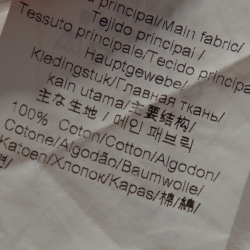 principal/Main fabric/
Tejido principal /
Tessuto principale/Tecido principal
Hauptgewebe/
Kledingstuk/Главная ткань/
kain utama/主要结构/
主な生地 / 메인 패브릭
100% Coton/Cotton/Algodon/
Cotone/Algodão/Baumwolle/
Katoen/Хлопок/Kapas/棉/綿/